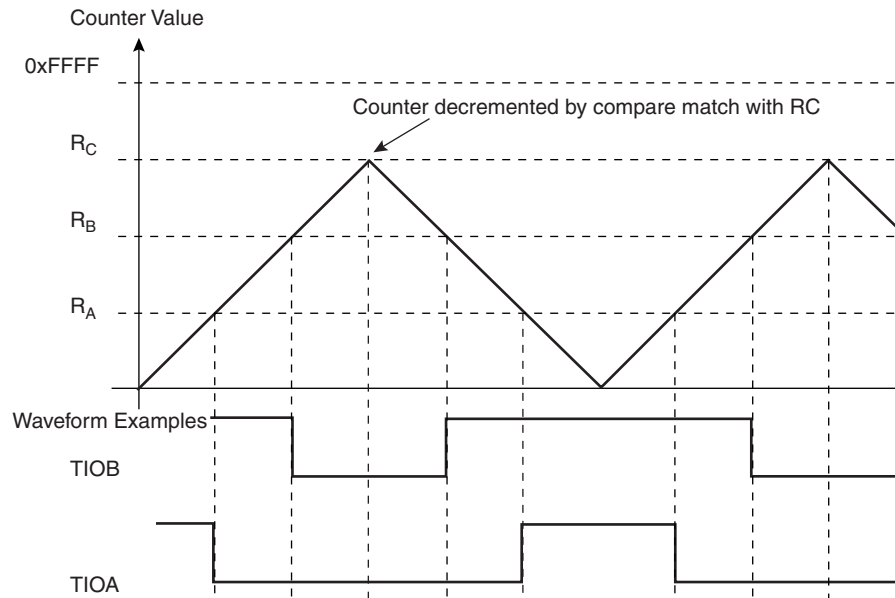 Counter Value
0xFFFF
Counter decremented by compare match with RC
RC
RB
RA
Waveform Examples
TIOB
TIOA